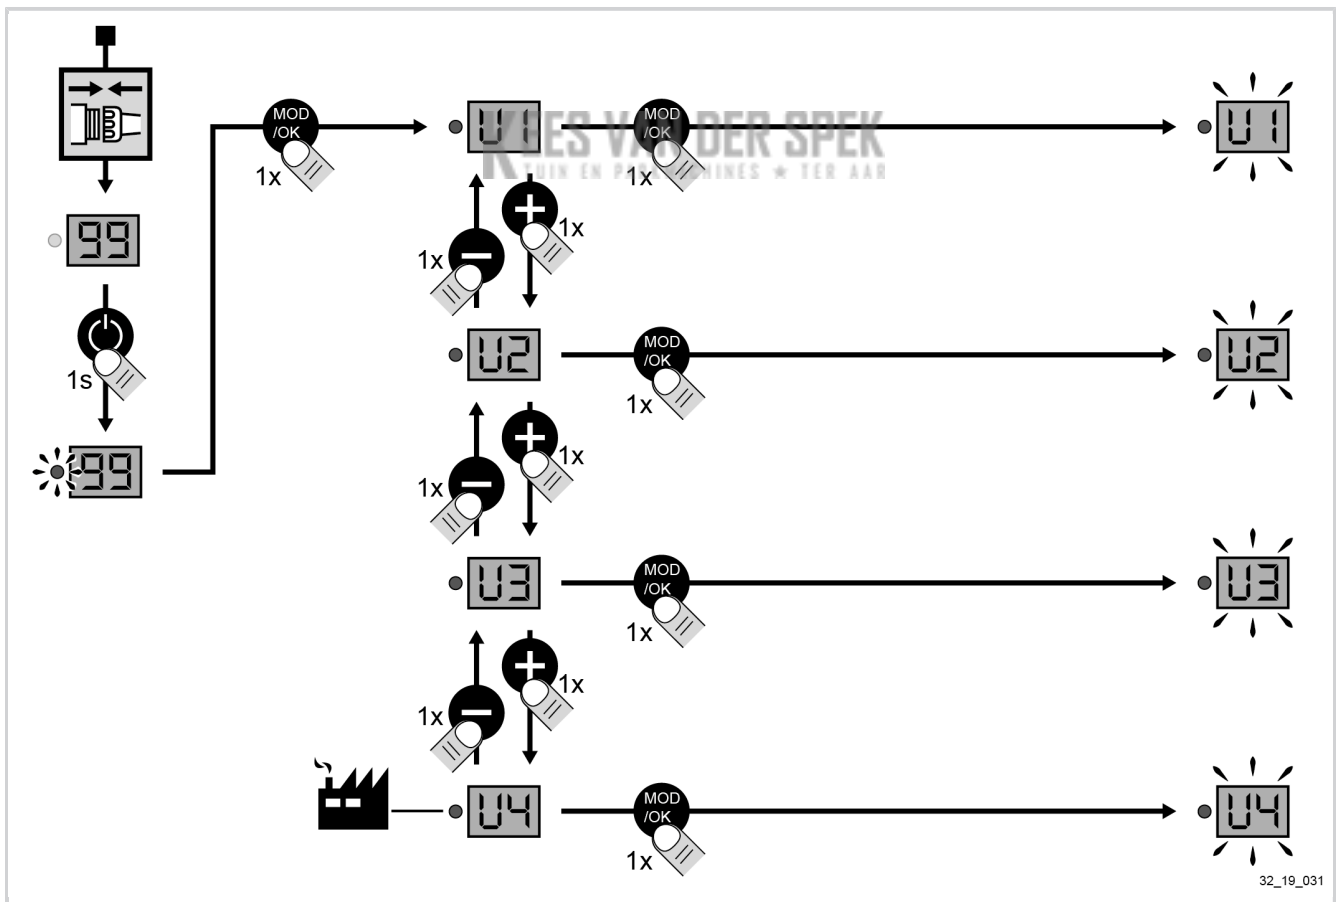 MOD
/OK
1x
U1
MOD
/OK
1x
U1
KEES VAN DER SPEK
TUIN EN PARKMACHINES ★ TER AAR
99
1x
1x
1s
U2
MOD
/OK
1x
U2
99
1x
1x
U3
MOD
/OK
1x
U3
1x
1x
U4
MOD
/OK
1x
U4
32_19_031